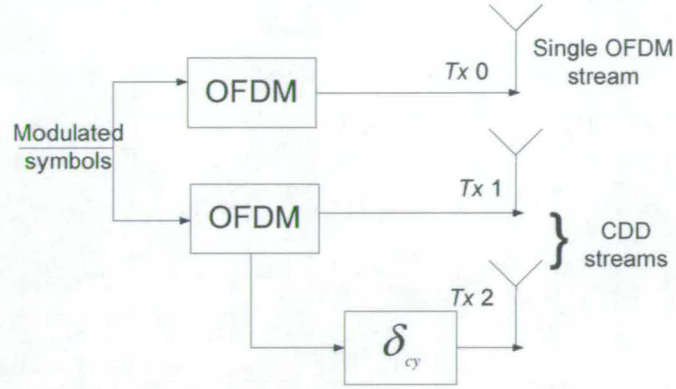 Single OFDM
stream
Tx 0
OFDM
Modulated
symbols
Tx 1
OFDM
CDD
streams
Tx 2
δcy